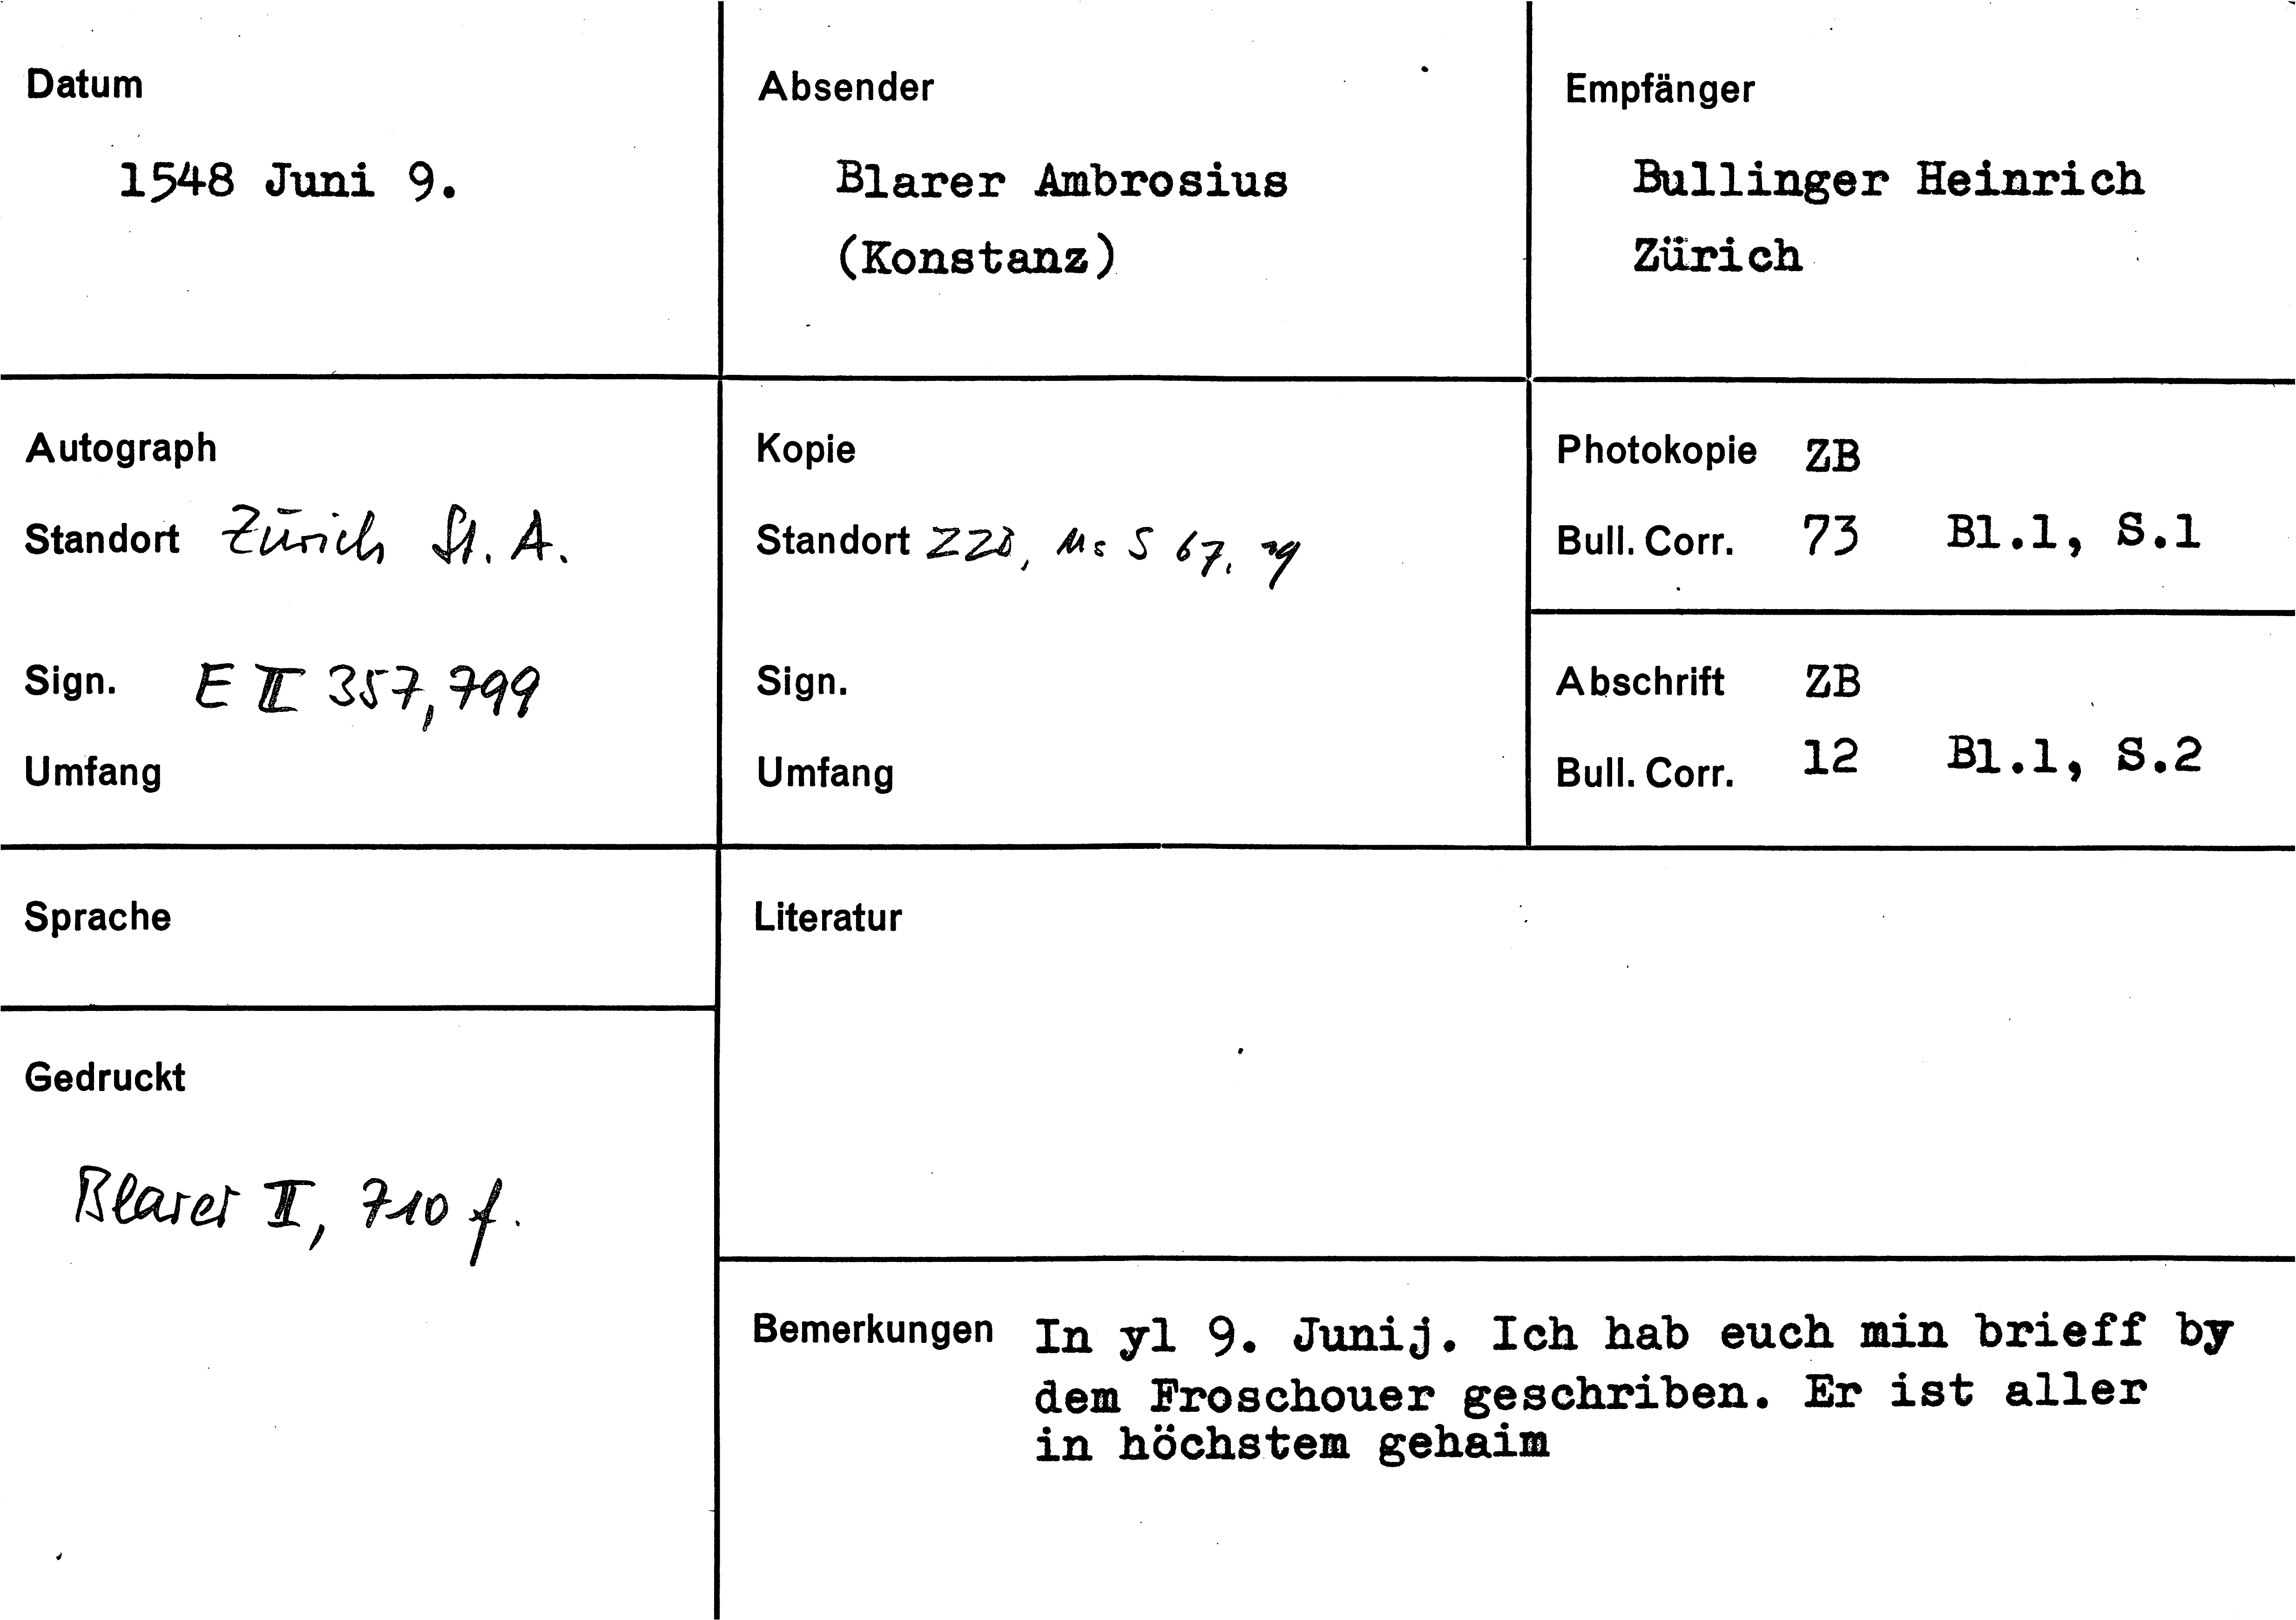 Datum
1548 Juni 9.
Absender
Blarer Ambrosius
(Konstanz)
Empfänger
Bullinger Heinrich
Zürich
Autograph
Standort Zürich St. A.
Sign. E II 357,799
Umfang
Kopie
Standort ZZB, Ms S 67,
Sign.
Umfang
Photokopie ZB
Bull. Corr. 73 Bl.1, S.1
Abschrift ZB
Bull. Corr. 12 Bl.1, S.2
Sprache
Gedruckt
Blarer II, 710 f.
Literatur
Bemerkungen In yl 9. Junij. Ich hab euch min brieff by
dem Froschouer geschriben. Er ist aller
in höchstem gehaim